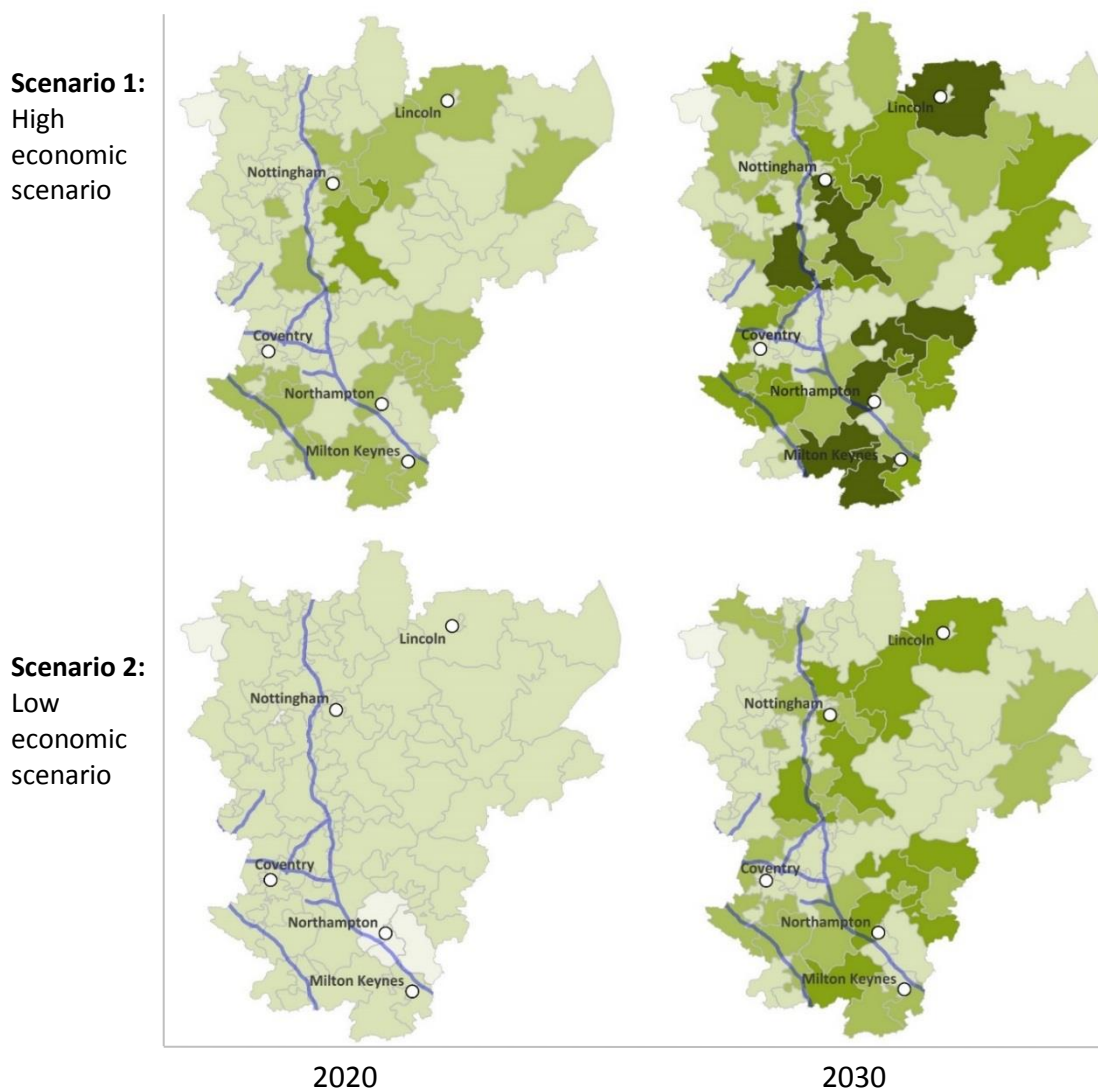 Scenario 1:
High
economic
scenario
Lincoln
Nottingham
Coventry
Northampton
Milton Keynes
Lincoln
Nottingham
Coventry
Northampton
Milton Keynes
Scenario 2:
Low
economic
scenario
Lincoln
Nottingham
Coventry
Northampton
Milton Keynes
Lincoln
Nottingham
Coventry
Northampton
Milton Keynes
2020
2030